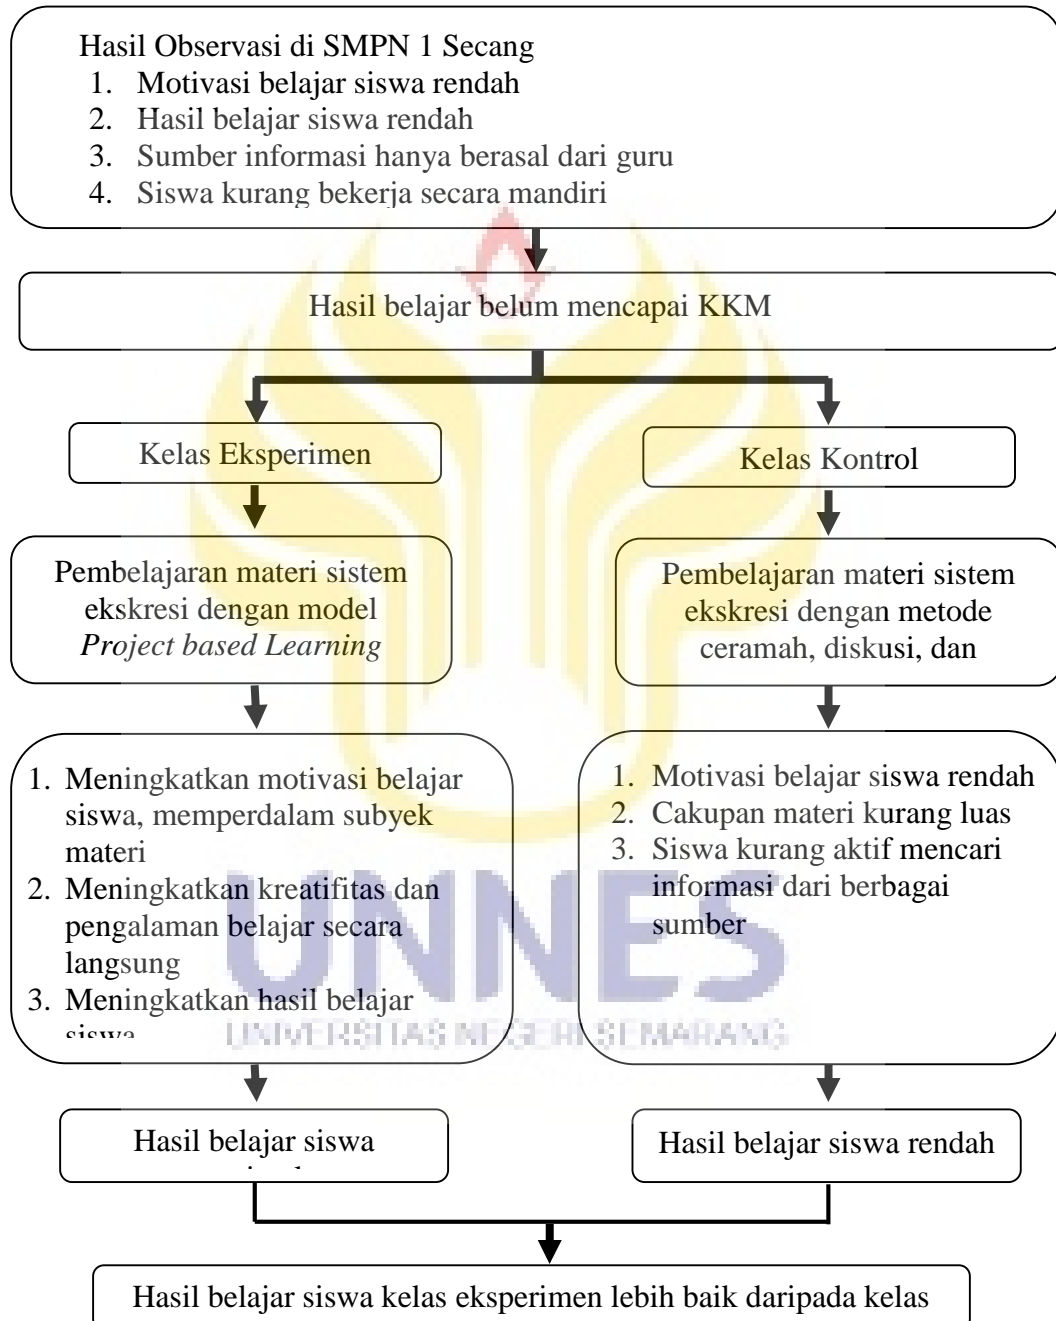 Hasil Observasi di SMPN 1 Secang
1. Motivasi belajar siswa rendah
2. Hasil belajar siswa rendah
3. Sumber informasi hanya berasal dari guru
4. Siswa kurang bekerja secara mandiri
Hasil belajar belum mencapai KKM
Kelas Eksperimen
Kelas Kontrol
Pembelajaran materi sistem
ekskresi dengan model
Project based Learning
Pembelajaran materi sistem
ekskresi dengan metode
ceramah, diskusi, dan
1. Meningkatkan motivasi belajar
siswa, memperdalam subyek
materi
2. Meningkatkan kreatifitas dan
pengalaman belajar secara
langsung
3. Meningkatkan hasil belajar
siswa
1. Motivasi belajar siswa rendah
2. Cakupan materi kurang luas
3. Siswa kurang aktif mencari
informasi dari berbagai
sumber
UNNES
UNIVERSITAS NEGERI SEMARANG
Hasil belajar siswa
Hasil belajar siswa rendah
Hasil belajar siswa kelas eksperimen lebih baik daripada kelas